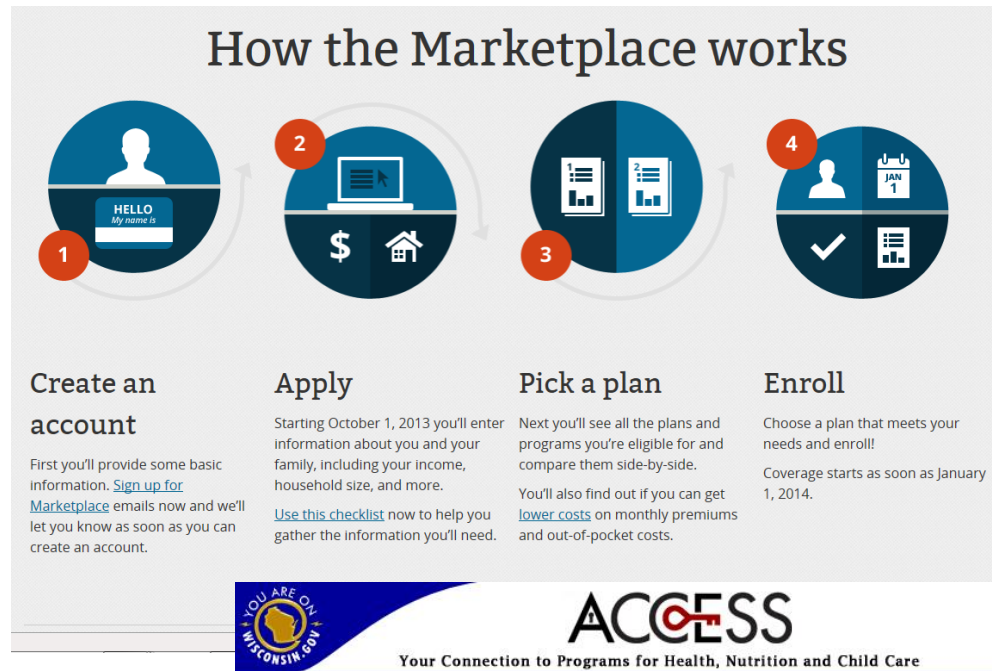 How the Marketplace works
1
HELLO
My name is
2
$
3
1
2
4
JAN
1
Create an
account
First you'll provide some basic
information. Sign up for
Marketplace emails now and we'll
let you know as soon as you can
create an account.
Apply
Starting October 1, 2013 you'll enter
information about you and your
family, including your income,
household size, and more.
Use this checklist now to help you
gather the information you'll need.
Pick a plan
Next you'll see all the plans and
programs you're eligible for and
compare them side-by-side.
You'll also find out if you can get
lower costs on monthly premiums
and out-of-pocket costs.
Enroll
Choose a plan that meets your
needs and enroll!
Coverage starts as soon as January
1, 2014.
YOU ARE ON
WISCONSIN.GOV
ACCESS
Your Connection to Programs for Health, Nutrition and Child Care